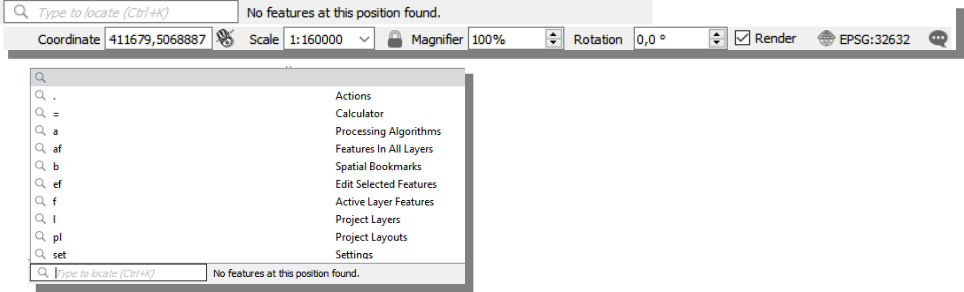 Type to locate (Ctrl+K) No features at this position found.
Coordinate 411679,5068887 Scale 1:160000 Magnifier 100% Rotation 0,0 ° Render EPSG:32632
. Actions
= Calculator
a Processing Algorithms
af Features In All Layers
b Spatial Bookmarks
ef Edit Selected Features
f Active Layer Features
l Project Layers
pl Project Layouts
set Settings
Type to locate (Ctrl+K) No features at this position found.